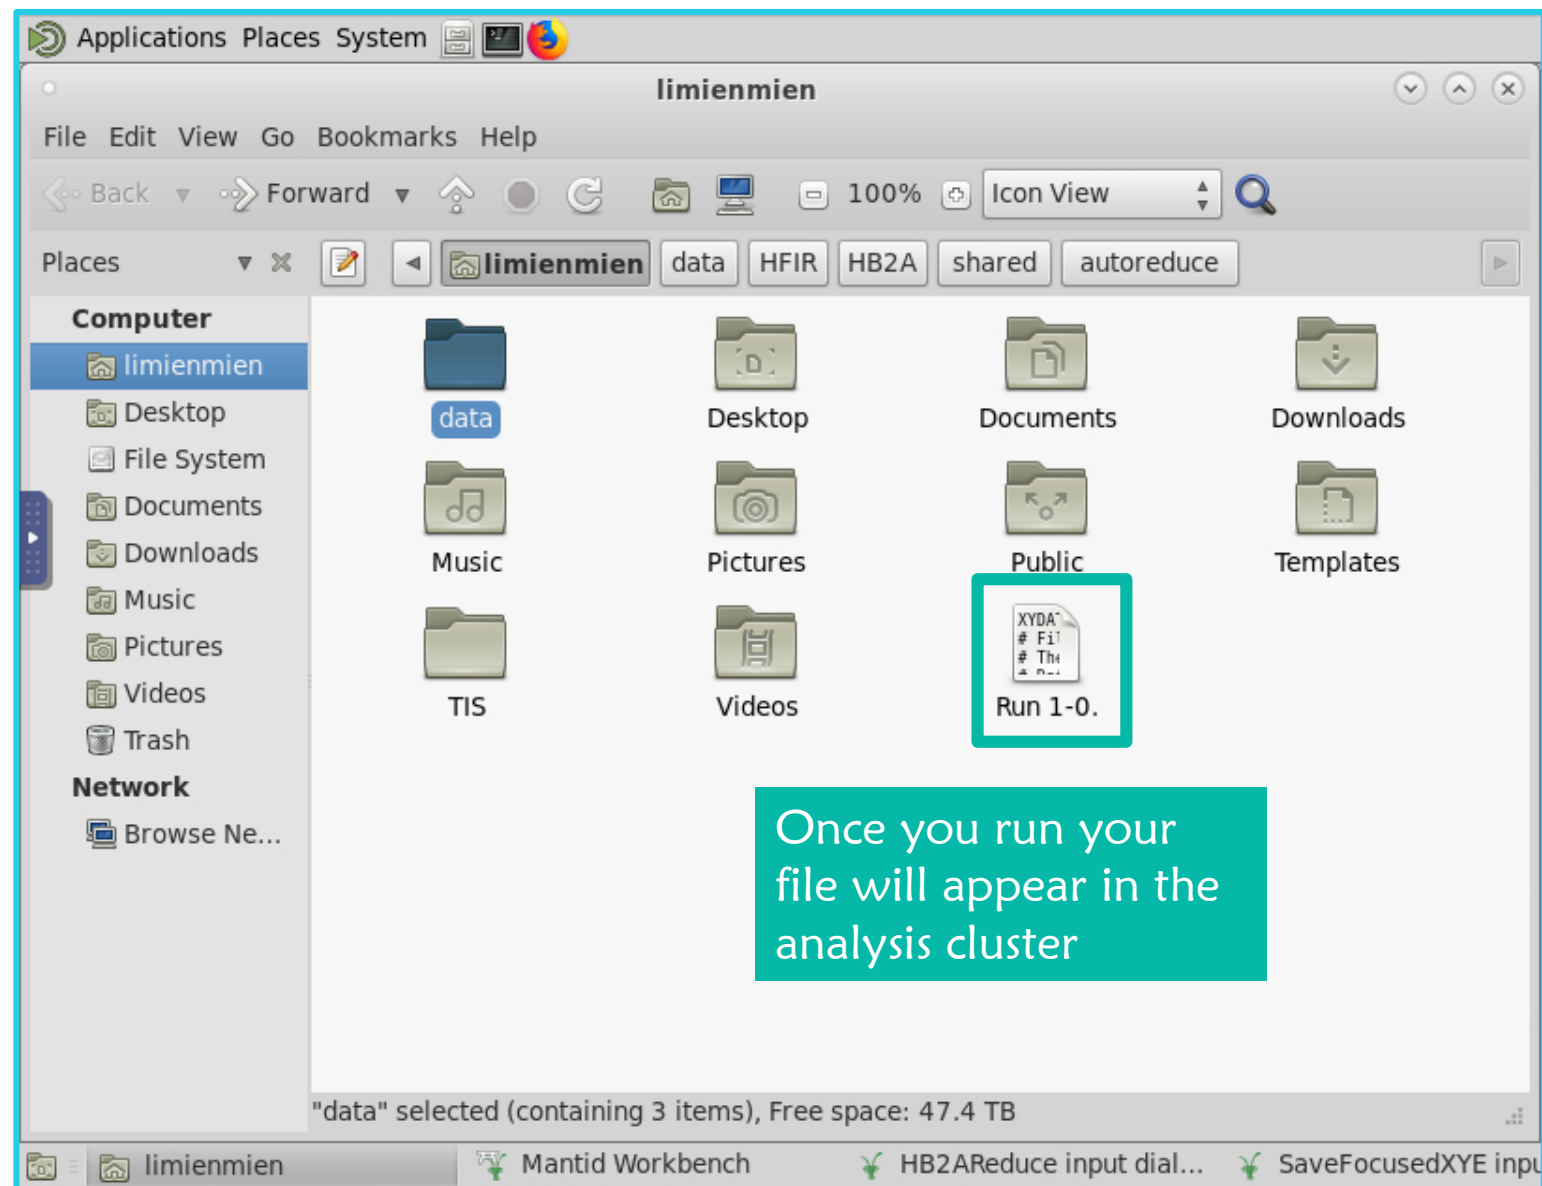 Applications Places System
limienmien
File Edit View Go Bookmarks Help
Back Forward 100% Icon View
Places limienmien data HFIR HB2A shared autoreduce
Computer
limienmien
Desktop
File System
Documents
Downloads
Music
Pictures
Videos
Trash
Network
Browse Ne...
data Desktop Documents Downloads
Music Pictures Public Templates
XYDA
# Fil
# The
TIS Videos Run 1-0.
Once you run your
file will appear in the
analysis cluster
"data" selected (containing 3 items), Free space: 47.4 TB
limienmien Mantid Workbench HB2AReduce input dial... SaveFocusedXYE inpu